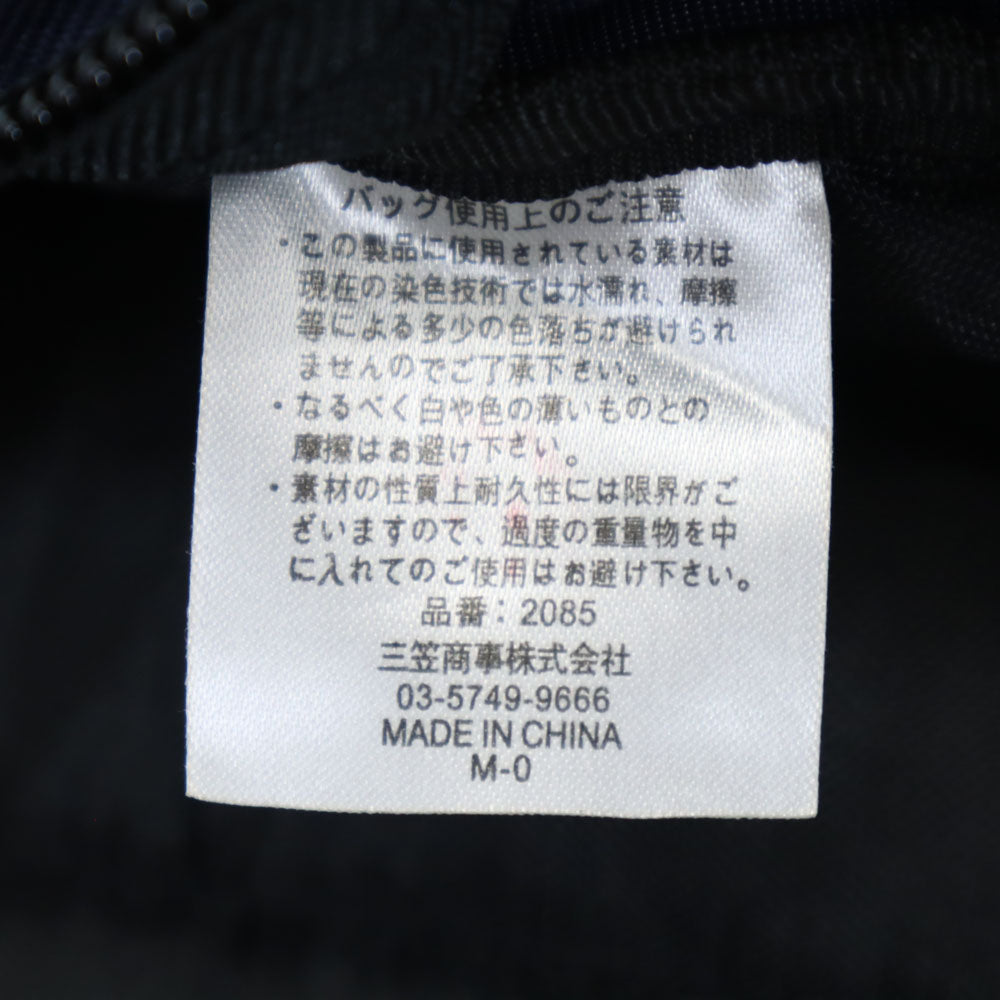 バッグ使用上のご注意
・この製品に使用されている素材は
現在の染色技術では水濡れ、摩擦
等による多少の色落ちが避けられ
ませんのでご了承下さい。
・なるべく白や色の薄いものとの
摩擦はお避け下さい。
・素材の性質上耐久性には限界がご
ざいますので、過度の重量物を中
に入れてのご使用はお避け下さい。
品番：2085
三笠商事株式会社
03-5749-9666
MADE IN CHINA
M-0